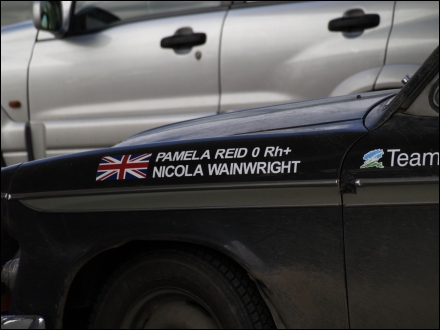 PAMELA REID 0 Rh+
NICOLA WAINWRIGHT
Team